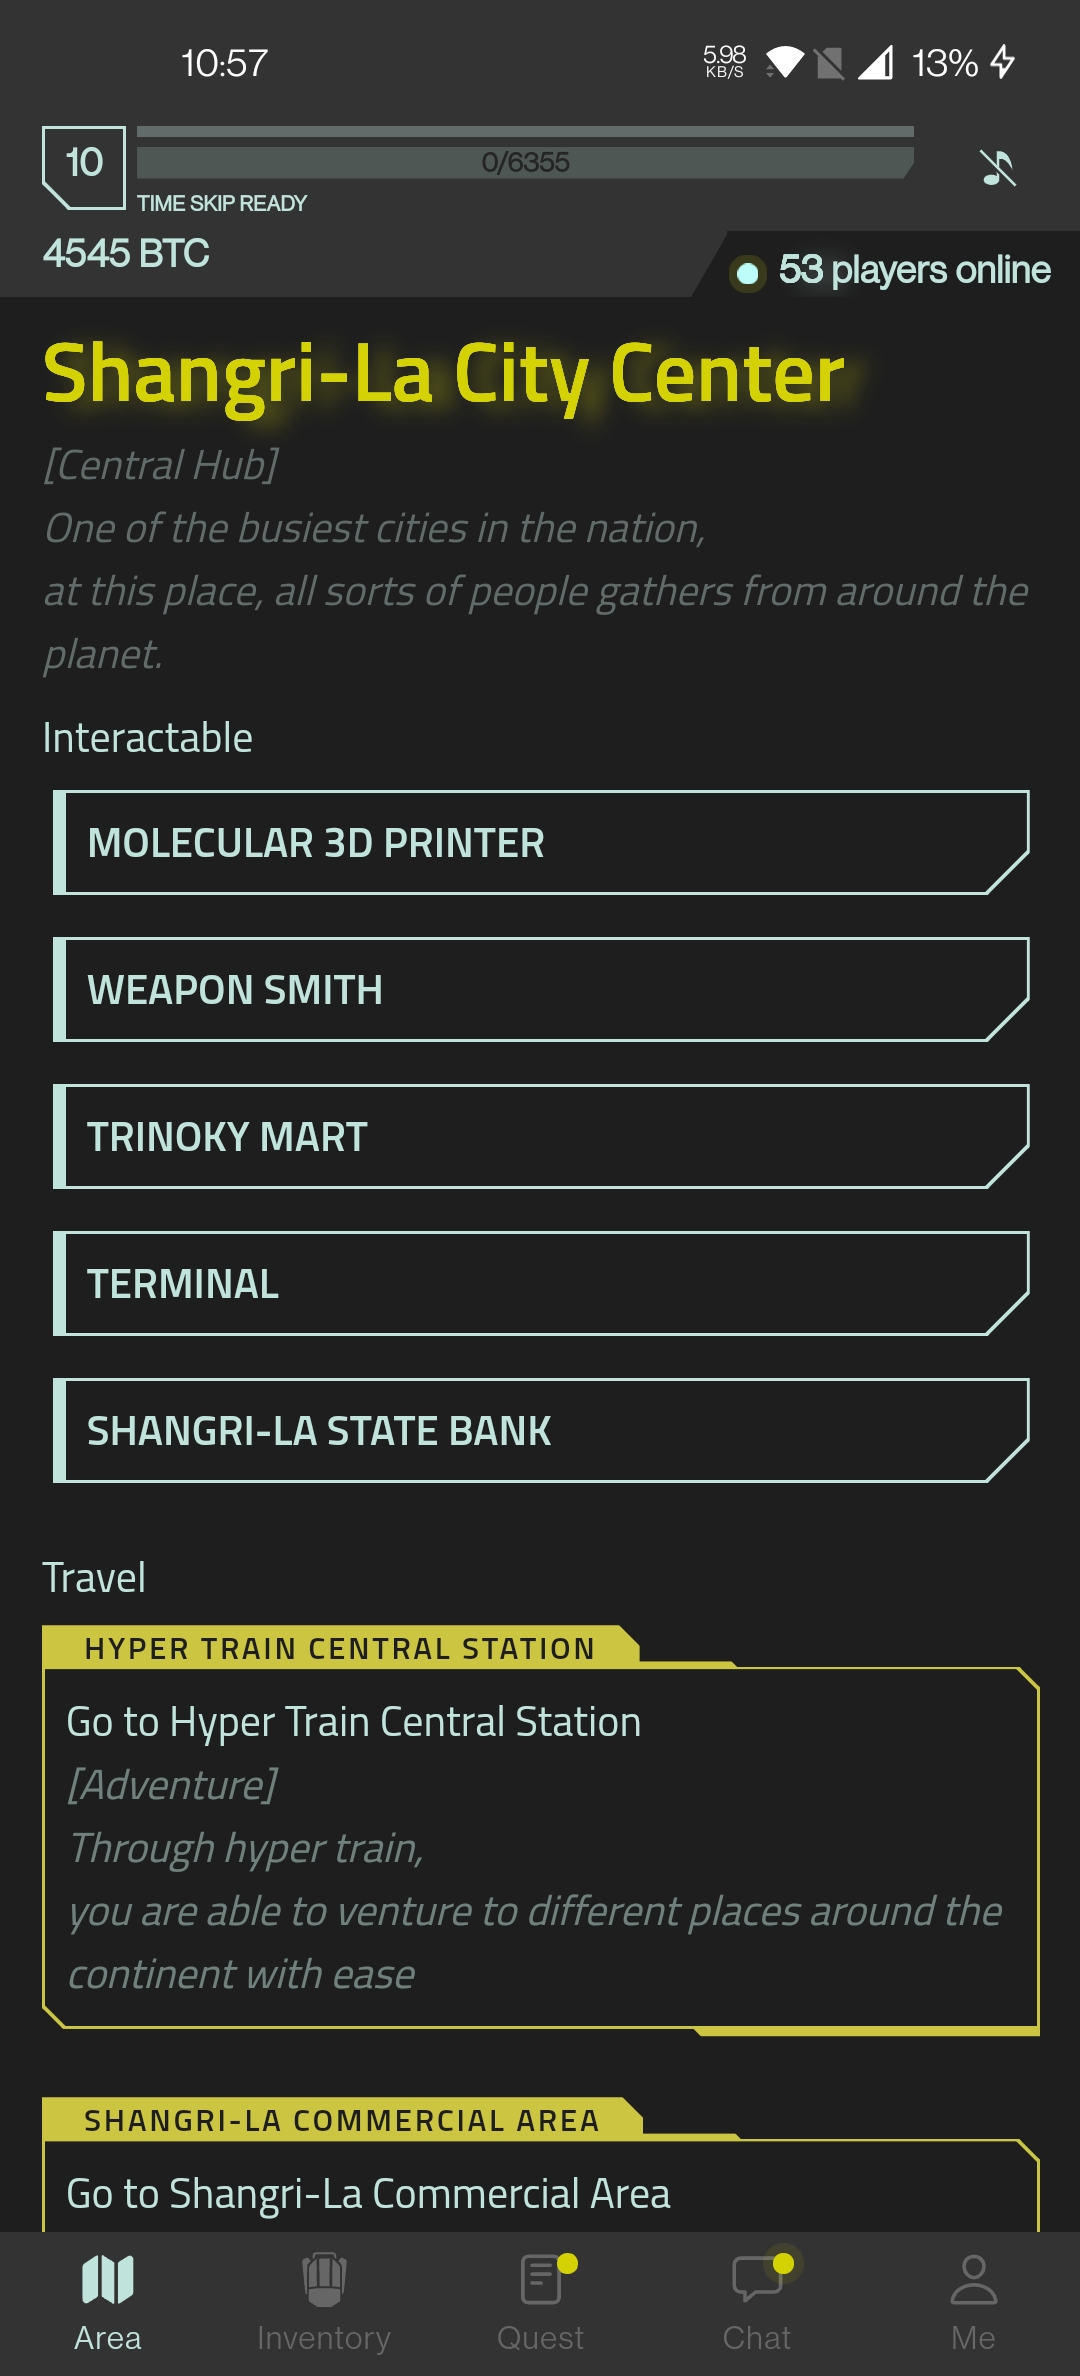 10:57
5.98
KB/S
13%
10
0/6355
TIME SKIP READY
4545 BTC
53 players online
Shangri-La City Center
[Central Hub]
One of the busiest cities in the nation,
at this place, all sorts of people gathers from around the
planet.
Interactable
MOLECULAR 3D PRINTER
WEAPON SMITH
TRINOKY MART
TERMINAL
SHANGRI-LA STATE BANK
Travel
HYPER TRAIN CENTRAL STATION
Go to Hyper Train Central Station
[Adventure]
Through hyper train,
you are able to venture to different places around the
continent with ease
SHANGRI-LA COMMERCIAL AREA
Go to Shangri-La Commercial Area
Area
Inventory
Quest
Chat
Me